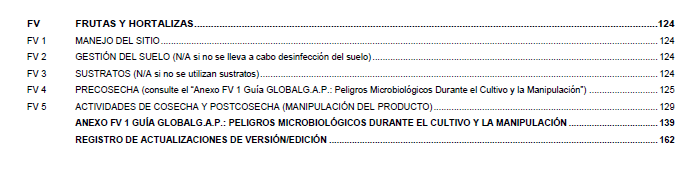 FV FRUTAS Y HORTALIZAS 124
FV 1 MANEJO DEL SITIO 124
FV 2 GESTIÓN DEL SUELO (N/A si no se lleva a cabo desinfección del suelo) 124
FV 3 SUSTRATOS (N/A si no se utilizan sustratos) 124
FV 4 PRECOSECHA (consulte el "Anexo FV 1 Guía GLOBALG.A.P.: Peligros Microbiológicos Durante el Cultivo y la Manipulación") 125
FV 5 ACTIVIDADES DE COSECHA Y POSTCOSECHA (MANIPULACIÓN DEL PRODUCTO) 129
ANEXO FV 1 GUÍA GLOBALG.A.P.: PELIGROS MICROBIOLÓGICOS DURANTE EL CULTIVO Y LA MANIPULACIÓN 139
REGISTRO DE ACTUALIZACIONES DE VERSIÓN/EDICIÓN 162